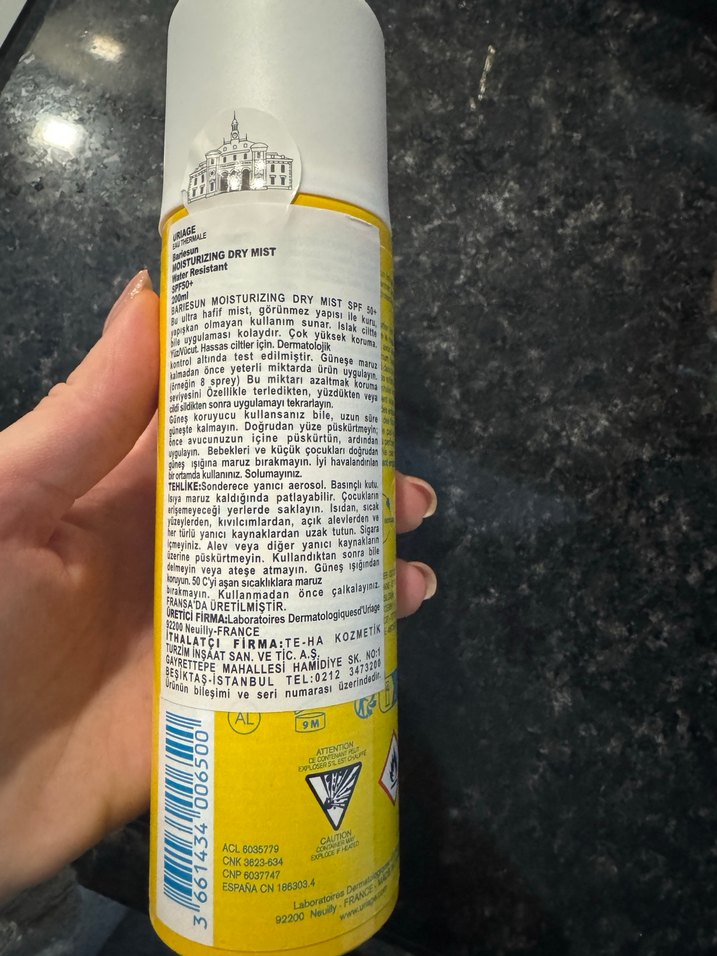 URIAGE
EAU THERMALE
Bariesun
MOISTURIZING DRY MIST
Water Resistant
SPF50+
200ml
BARIESUN MOISTURIZING DRY MIST SPF 50+
Bu ultra hafif mist, görünmez yapısı ile kuru,
yapışkan olmayan kullanım sunar. Islak ciltte
bile uygulaması kolaydır. Çok yüksek koruma.
Yüz/Vücut. Hassas ciltler için. Dermatolojik
kontrol altında test edilmiştir. Güneşe maruz
kalmadan önce yeterli miktarda ürün uygulayın.
(örneğin 8 sprey) Bu miktarı azaltmak koruma
seviyesini Özellikle terledikten, yüzdükten veya
cildi sildikten sonra uygulamayı tekrarlayın.
Güneş koruyucu kullansanız bile, uzun süre
güneşte kalmayın. Doğrudan yüze püskürtmeyin;
önce avucunuzun içine püskürtün, ardından
uygulayın. Bebekleri ve küçük çocukları doğrudan
güneş ışığına maruz bırakmayın. İyi havalandırılan
bir ortamda kullanınız. Solumayınız.
TEHLİKE:Sonderece yanıcı aerosol. Basınçlı kutu.
Isıya maruz kaldığında patlayabilir. Çocukların
erişemeyeceği yerlerde saklayın. Isıdan, sıcak
yüzeylerden, kıvılcımlardan, açık alevlerden ve
her türlü yanıcı kaynaklardan uzak tutun. Sigara
içmeyiniz. Alev veya diğer yanıcı kaynakların
üzerine püskürtmeyin. Kullandıktan sonra bile
delmeyin veya ateşe atmayın. Güneş ışığından
koruyun. 50 C'yi aşan sıcaklıklara maruz
bırakmayın. Kullanmadan önce çalkalayınız.
FRANSA'DA ÜRETİLMİŞTİR.
ÜRETİCİ FİRMA:Laboratoires Dermatologiquesd'Uriage
92200 Neuilly-FRANCE
İTHALATÇI FİRMA:TE-HA KOZMETİK
TURZİM İNŞAAT SAN. VE TİC. A.Ş.
GAYRETTEPE MAHALLESİ HAMİDİYE SK. NO:1
BEŞİKTAŞ-İSTANBUL TEL:0212 3473200
Ürünün bileşimi ve seri numarası üzerindedir.
AL
9 M
ATTENTION
CE CONTENANT PEUT
EXPLOSER S'IL EST CHAUFFÉ
CAUTION
CONTAINER MAY
EXPLODE IF HEATED
ACL 6035779
CNK 3623-634
CNP 6037747
ESPAÑA CN 186303.4
Laboratoires Dermatologiques
92200 Neuilly - FRANCE -
www.uriage.com
3 661434 006500